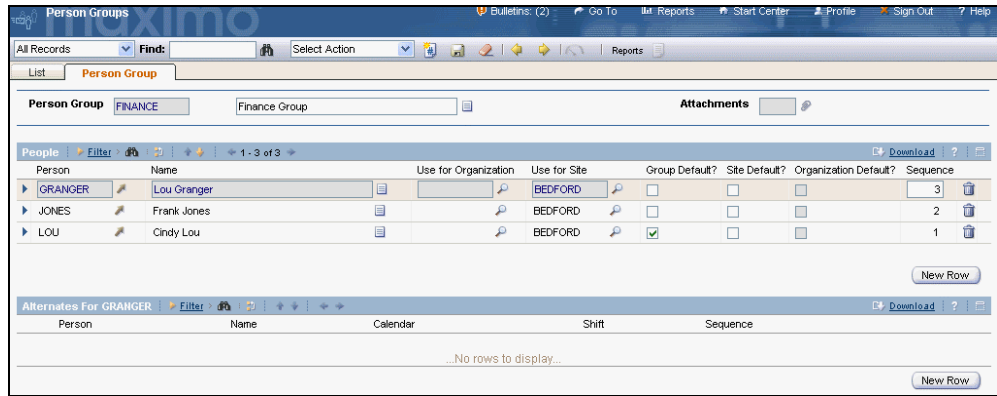 Person Groups
maximo
Bulletins: (2) Go To Reports Start Center Profile Sign Out ? Help
All Records Find: Select Action Reports
List Person Group
Person Group FINANCE Finance Group Attachments
People Filter 1 - 3 of 3 Download ?
Person Name Use for Organization Use for Site Group Default? Site Default? Organization Default? Sequence
GRANGER Lou Granger BEDFORD 3
JONES Frank Jones BEDFORD 2
LOU Cindy Lou BEDFORD 1
New Row
Alternates For GRANGER Filter Download ?
Person Name Calendar Shift Sequence
...No rows to display...
New Row